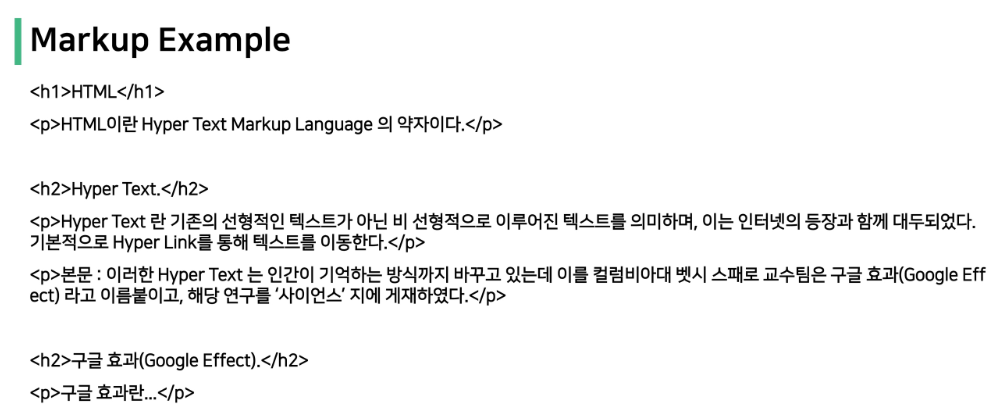 Markup Example
<h1>HTML</h1>
<p>HTML이란 Hyper Text Markup Language 의 약자이다.</p>
<h2>Hyper Text.</h2>
<p>Hyper Text 란 기존의 선형적인 텍스트가 아닌 비 선형적으로 이루어진 텍스트를 의미하며, 이는 인터넷의 등장과 함께 대두되었다.
기본적으로 Hyper Link를 통해 텍스트를 이동한다.</p>
<p>본문 : 이러한 Hyper Text 는 인간이 기억하는 방식까지 바꾸고 있는데 이를 컬럼비아대 벳시 스패로 교수팀은 구글 효과(Google Eff
ect) 라고 이름붙이고, 해당 연구를 ‘사이언스’ 지에 게재하였다.</p>
<h2>구글 효과(Google Effect).</h2>
<p>구글 효과란...</p>